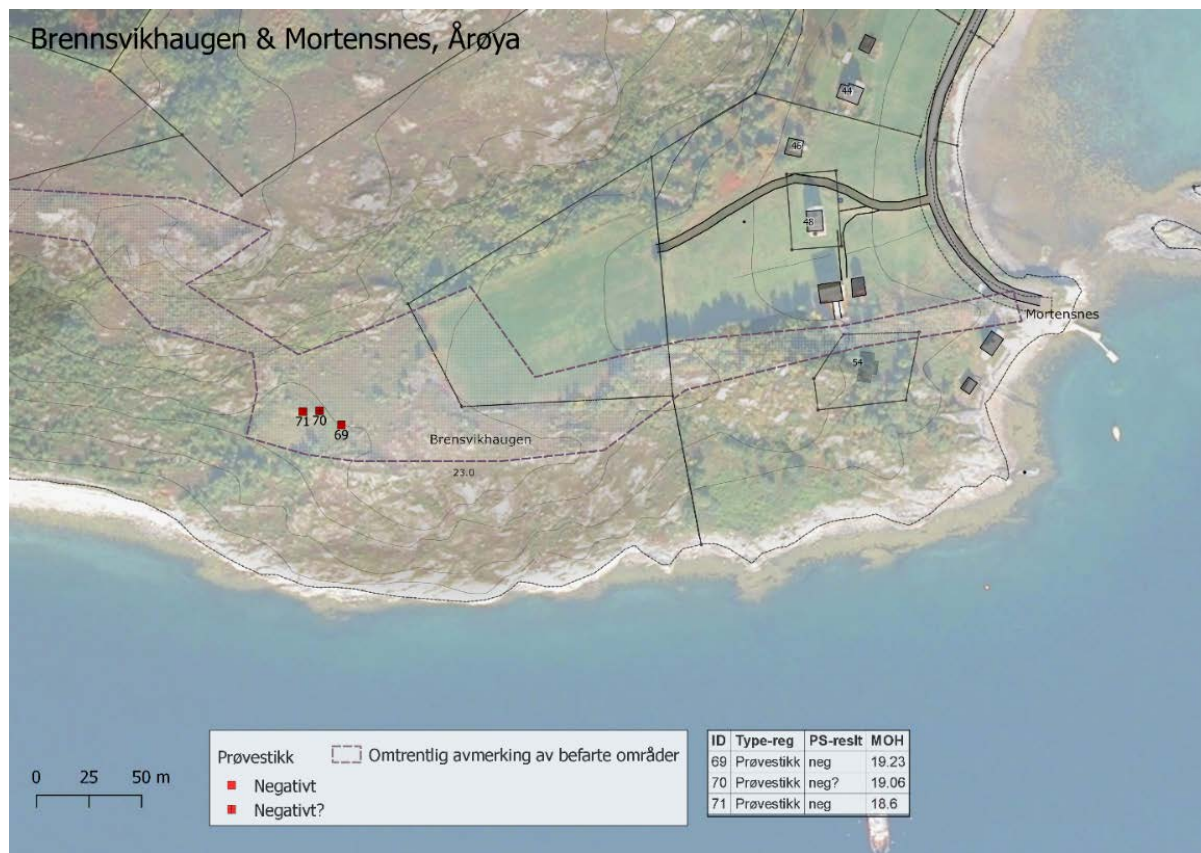 Brennsvikhaugen & Mortensnes, Årøya
44
46
48
Mortensnes
54
71 70
69
Brensvikhaugen
23.0
Prøvestikk
Omtrentlig avmerking av befarte områder
Negativt
Negativt?
0 25 50 m
ID Type-reg PS-reslt MOH
69 Prøvestikk neg 19.23
70 Prøvestikk neg? 19.06
71 Prøvestikk neg 18.6